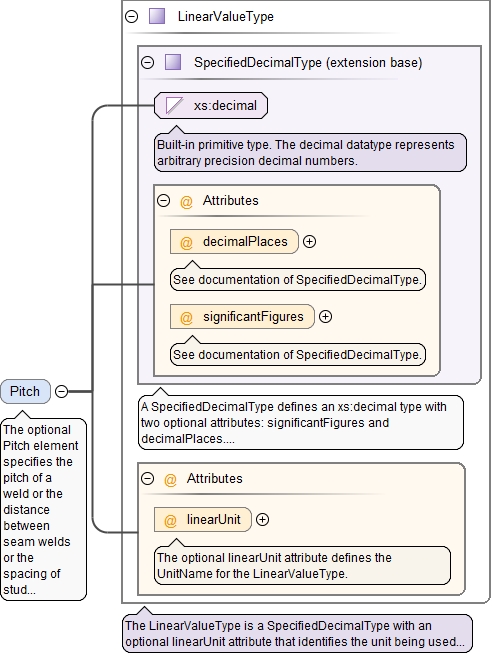 LinearValueType
SpecifiedDecimalType (extension base)
xs:decimal
Built-in primitive type. The decimal datatype represents
arbitrary precision decimal numbers.
@ Attributes
@ decimalPlaces
See documentation of SpecifiedDecimalType.
@ significantFigures
See documentation of SpecifiedDecimalType.
A SpecifiedDecimalType defines an xs:decimal type with
two optional attributes: significantFigures and
decimalPlaces....
Pitch
The optional
Pitch element
specifies the
pitch of a
weld or the
distance
between
seam welds
or the
spacing of
stud...
@ Attributes
@ linearUnit
The optional linearUnit attribute defines the
UnitName for the LinearValueType.
The LinearValueType is a SpecifiedDecimalType with an
optional linearUnit attribute that identifies the unit being used...